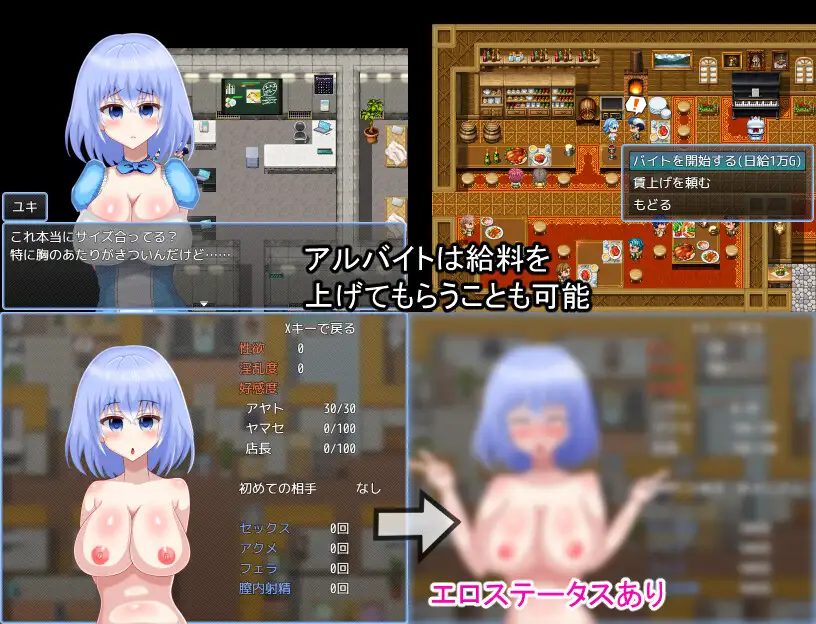 ユキ
これ本当にサイズ合ってる？
特に胸のあたりがきついんだけど……
バイトを開始する(日給1万G)
賃上げを頼む
もどる
アルバイトは給料を
上げてもらうことも可能
Xキーで戻る
性欲 0
淫乱度 0
好感度
アヤト 30/30
ヤマセ 0/100
店長 0/100
初めての相手 なし
セックス 0回
アクメ 0回
フェラ 0回
膣内射精 0回
エロステータスあり